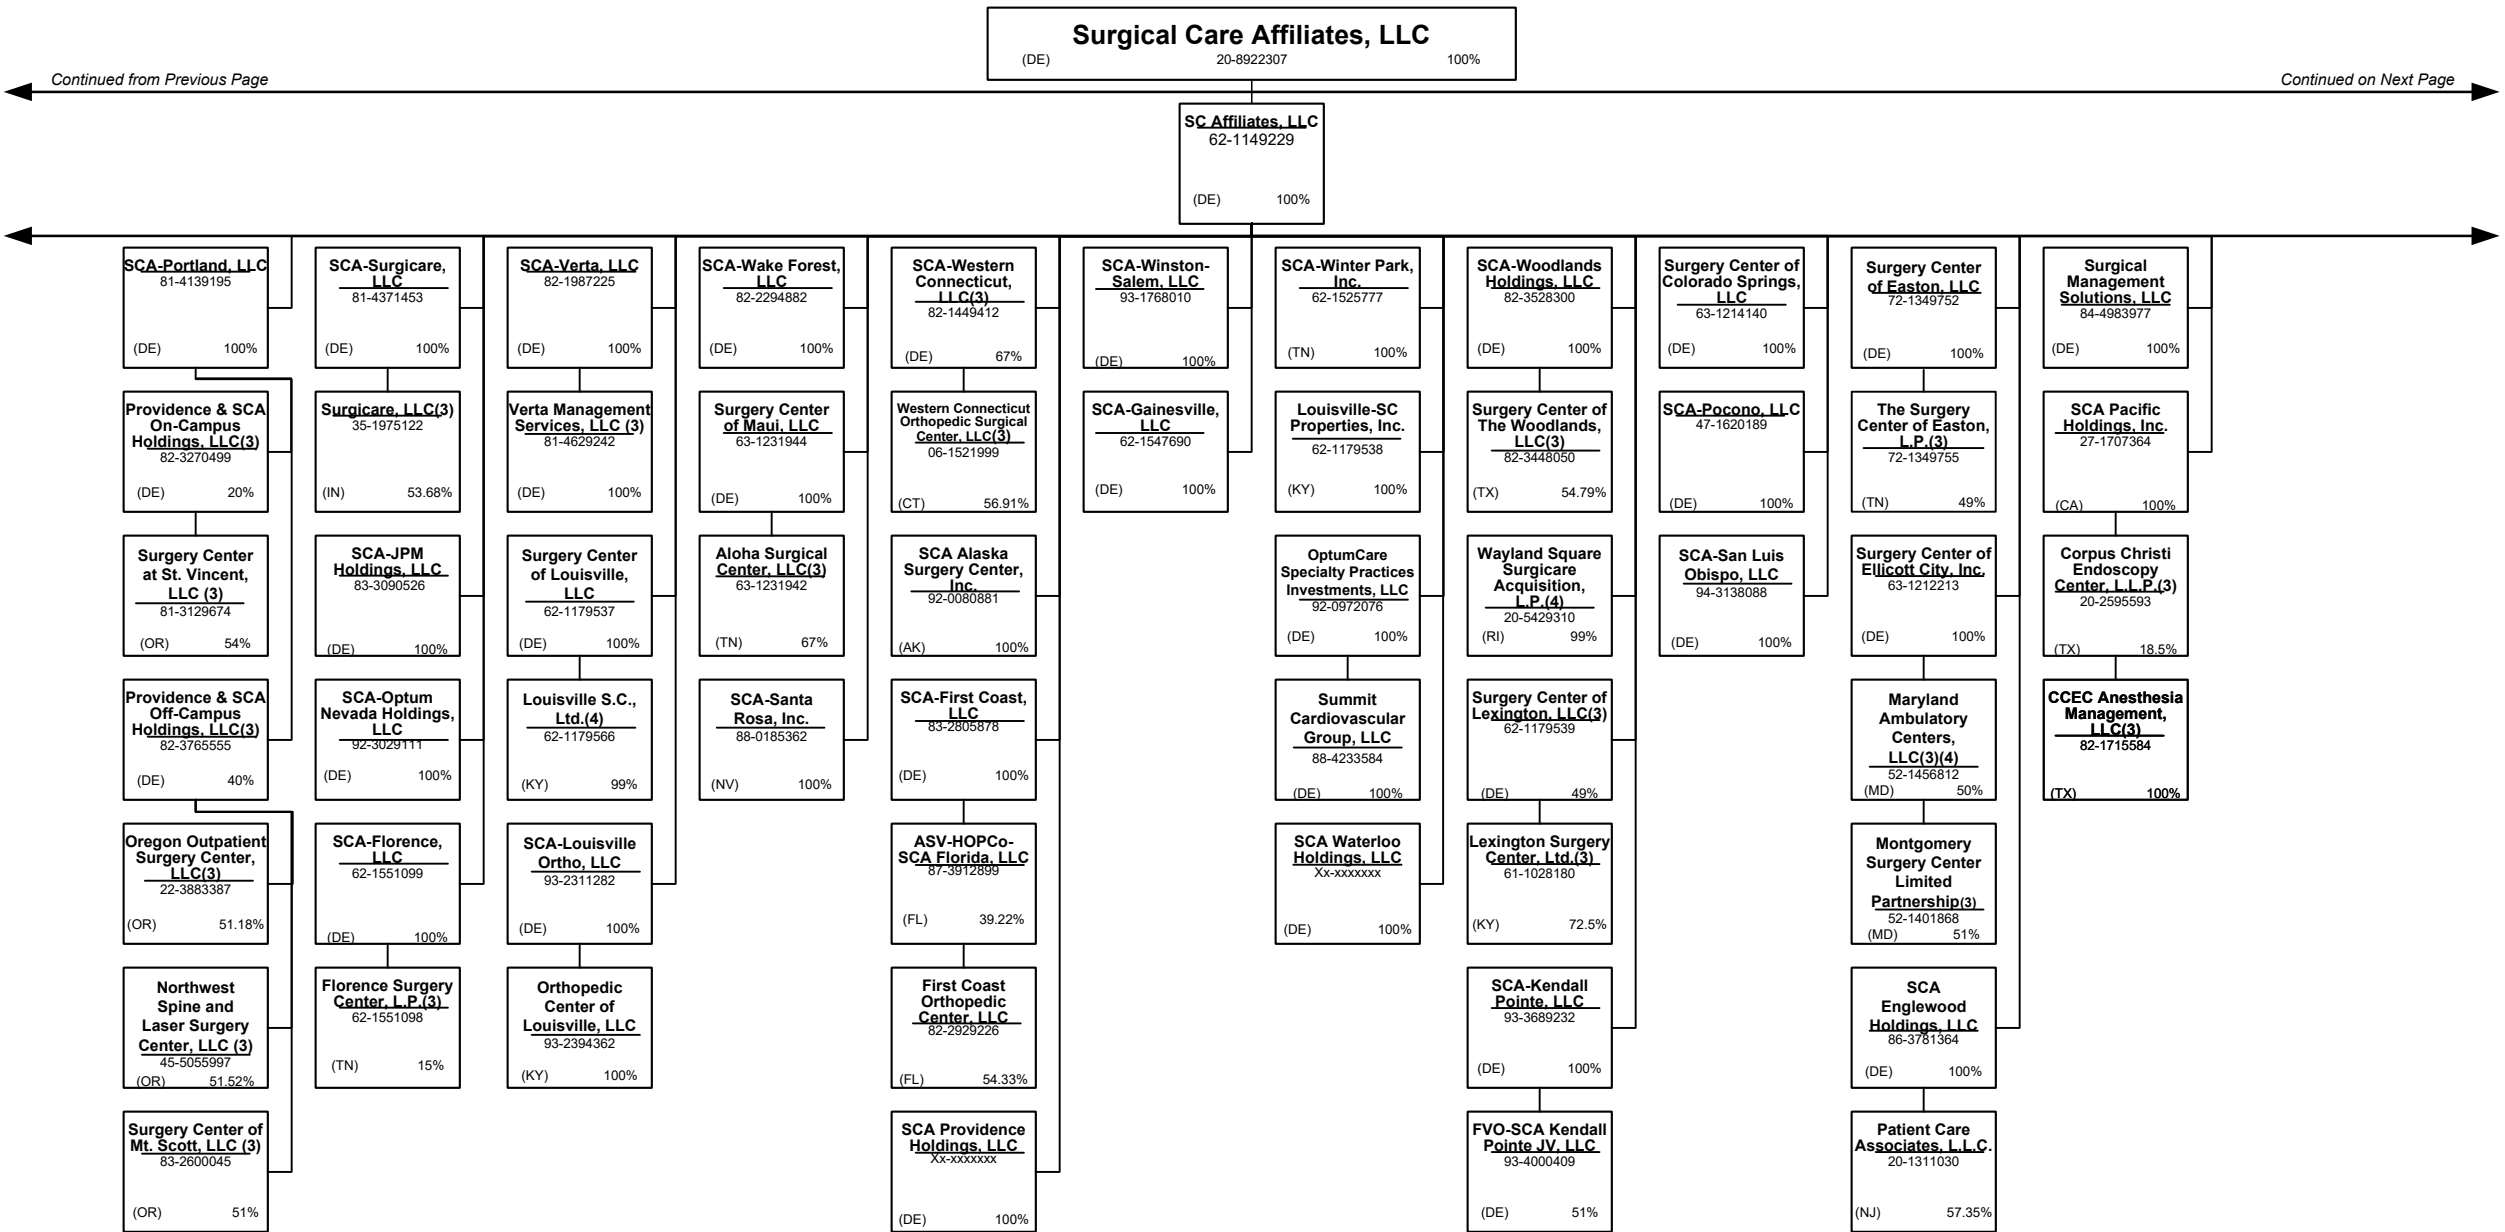 Surgical Care Affiliates, LLC
(DE) 20-8922307 100%
Continued from Previous Page
Continued on Next Page
SC Affiliates, LLC
62-1149229
(DE) 100%
SCA-Portland, LLC
81-4139195
(DE) 100%
Providence & SCA
On-Campus
Holdings, LLC(3)
82-3270499
(DE) 20%
Surgery Center
at St. Vincent,
LLC (3)
81-3129674
(OR) 54%
Providence & SCA
Off-Campus
Holdings, LLC(3)
82-3765555
(DE) 40%
Oregon Outpatient
Surgery Center,
LLC(3)
22-3883387
(OR) 51.18%
Northwest
Spine and
Laser Surgery
Center, LLC (3)
45-5055997
(OR) 51.52%
Surgery Center of
Mt. Scott, LLC (3)
83-2600045
(OR) 51%
SCA-Surgicare,
LLC
81-4371453
(DE) 100%
Surgicare, LLC(3)
35-1975122
(IN) 53.68%
SCA-JPM
Holdings, LLC
83-3090526
(DE) 100%
SCA-Optum
Nevada Holdings,
LLC
92-3029111
(DE) 100%
SCA-Florence,
LLC
62-1551099
(DE) 100%
Florence Surgery
Center, L.P.(3)
62-1551098
(TN) 15%
SCA-Verta, LLC
82-1987225
(DE) 100%
Verta Management
Services, LLC (3)
81-4629242
(DE) 100%
Surgery Center
of Louisville,
LLC
62-1179537
(DE) 100%
Louisville S.C.,
Ltd.(4)
62-1179566
(KY) 99%
SCA-Louisville
Ortho, LLC
93-2311282
(DE) 100%
Orthopedic
Center of
Louisville, LLC
93-2394362
(KY) 100%
SCA-Wake Forest,
LLC
82-2294882
(DE) 100%
Surgery Center
of Maui, LLC
63-1231944
(DE) 100%
Aloha Surgical
Center, LLC(3)
63-1231942
(TN) 67%
SCA-Santa
Rosa, Inc.
88-0185362
(NV) 100%
SCA-Western
Connecticut,
LLC(3)
82-1449412
(DE) 67%
Western Connecticut
Orthopedic Surgical
Center, LLC(3)
06-1521999
(CT) 56.91%
SCA Alaska
Surgery Center,
Inc.
92-0080881
(AK) 100%
SCA-First Coast,
LLC
83-2805878
(DE) 100%
ASV-HOPCo-
SCA Florida, LLC
87-3912899
(FL) 39.22%
First Coast
Orthopedic
Center, LLC
82-2929226
(FL) 54.33%
SCA Providence
Holdings, LLC
Xx-xxxxxxx
(DE) 100%
SCA-Winston-
Salem, LLC
93-1768010
(DE) 100%
SCA-Gainesville,
LLC
62-1547690
(DE) 100%
SCA-Winter Park,
Inc.
62-1525777
(TN) 100%
Louisville-SC
Properties, Inc.
62-1179538
(KY) 100%
OptumCare
Specialty Practices
Investments, LLC
92-0972076
(DE) 100%
Summit
Cardiovascular
Group, LLC
88-4233584
(DE) 100%
SCA Waterloo
Holdings, LLC
Xx-xxxxxxx
(DE) 100%
SCA-Woodlands
Holdings, LLC
82-3528300
(DE) 100%
Surgery Center of
The Woodlands,
LLC(3)
82-3448050
(TX) 54.79%
Wayland Square
Surgicare
Acquisition,
L.P.(4)
20-5429310
(RI) 99%
Surgery Center of
Lexington, LLC(3)
62-1179539
(DE) 49%
Lexington Surgery
Center, Ltd.(3)
61-1028180
(KY) 72.5%
SCA-Kendall
Pointe, LLC
93-3689232
(DE) 100%
FVO-SCA Kendall
Pointe JV, LLC
93-4000409
(DE) 51%
Surgery Center of
Colorado Springs,
LLC
63-1214140
(DE) 100%
SCA-Pocono, LLC
47-1620189
(DE) 100%
SCA-San Luis
Obispo, LLC
94-3138088
(DE) 100%
Surgery Center
of Easton, LLC
72-1349752
(DE) 100%
The Surgery
Center of Easton,
L.P.(3)
72-1349755
(TN) 49%
Surgery Center of
Ellicott City, Inc.
63-1212213
(DE) 100%
Maryland
Ambulatory
Centers,
LLC(3)(4)
52-1456812
(MD) 50%
Montgomery
Surgery Center
Limited
Partnership(3)
52-1401868
(MD) 51%
SCA
Englewood
Holdings, LLC
86-3781364
(DE) 100%
Patient Care
Associates, L.L.C.
20-1311030
(NJ) 57.35%
Surgical
Management
Solutions, LLC
84-4983977
(DE) 100%
SCA Pacific
Holdings, Inc.
27-1707364
(CA) 100%
Corpus Christi
Endoscopy
Center, L.L.P.(3)
20-2595593
(TX) 18.5%
CCEC Anesthesia
Management,
LLC(3)
82-1715584
(TX) 100%